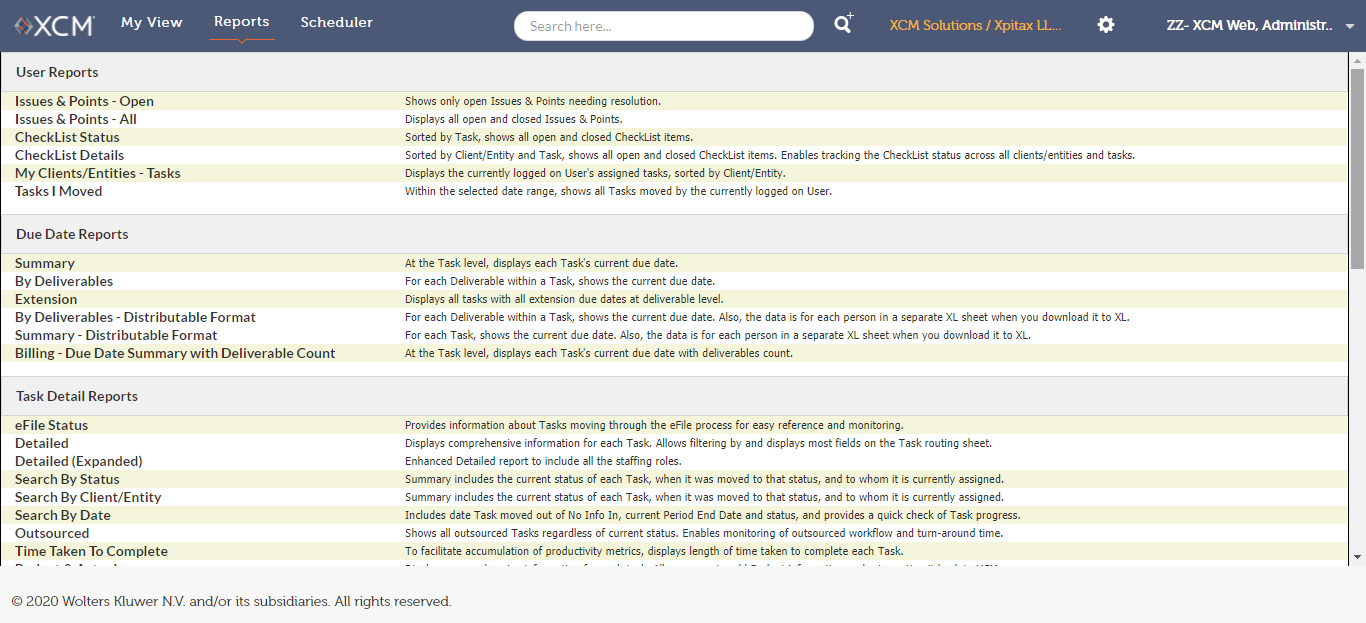 XCM My View Reports Scheduler Search here... XCM Solutions / Xpitax LL... ZZ- XCM Web, Administr..
User Reports
Issues & Points - Open Shows only open Issues & Points needing resolution.
Issues & Points - All Displays all open and closed Issues & Points.
CheckList Status Sorted by Task, shows all open and closed CheckList items.
CheckList Details Sorted by Client/Entity and Task, shows all open and closed CheckList items. Enables tracking the CheckList status across all clients/entities and tasks.
My Clients/Entities - Tasks Displays the currently logged on User's assigned tasks, sorted by Client/Entity.
Tasks I Moved Within the selected date range, shows all Tasks moved by the currently logged on User.
Due Date Reports
Summary At the Task level, displays each Task's current due date.
By Deliverables For each Deliverable within a Task, shows the current due date.
Extension Displays all tasks with all extension due dates at deliverable level.
By Deliverables - Distributable Format For each Deliverable within a Task, shows the current due date. Also, the data is for each person in a separate XL sheet when you download it to XL.
Summary - Distributable Format For each Task, shows the current due date. Also, the data is for each person in a separate XL sheet when you download it to XL.
Billing - Due Date Summary with Deliverable Count At the Task level, displays each Task's current due date with deliverables count.
Task Detail Reports
eFile Status Provides information about Tasks moving through the eFile process for easy reference and monitoring.
Detailed Displays comprehensive information for each Task. Allows filtering by and displays most fields on the Task routing sheet.
Detailed (Expanded) Enhanced Detailed report to include all the staffing roles.
Search By Status Summary includes the current status of each Task, when it was moved to that status, and to whom it is currently assigned.
Search By Client/Entity Summary includes the current status of each Task, when it was moved to that status, and to whom it is currently assigned.
Search By Date Includes date Task moved out of No Info In, current Period End Date and status, and provides a quick check of Task progress.
Outsourced Shows all outsourced Tasks regardless of current status. Enables monitoring of outsourced workflow and turn-around time.
Time Taken To Complete To facilitate accumulation of productivity metrics, displays length of time taken to complete each Task.
© 2020 Wolters Kluwer N.V. and/or its subsidiaries. All rights reserved.